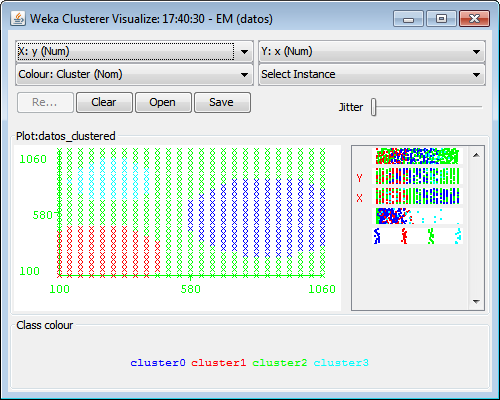 Weka Clusterer Visualize: 17:40:30 - EM (datos)
X: y (Num) Y: x (Num)
Colour: Cluster (Nom) Select Instance
Re... Clear Open Save Jitter
Plot:datos_clustered
1060
580
100
100 580 1060
Y
X
Class colour
cluster0 cluster1 cluster2 cluster3